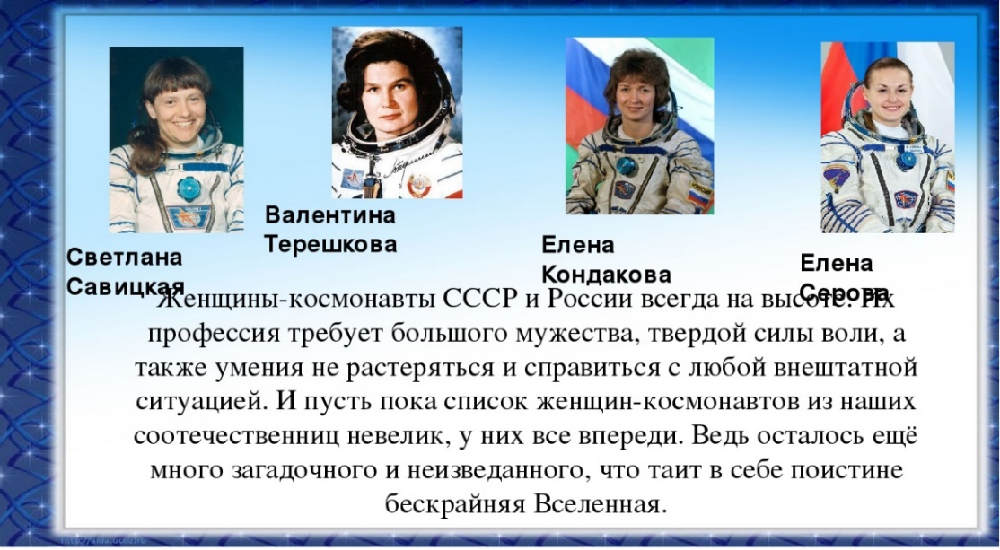 Валентина
Терешкова
Светлана
Савицкая
Елена
Кондакова
Елена
Серова
Женщины-космонавты СССР и России всегда на высоте. Их
профессия требует большого мужества, твердой силы воли, а
также умения не растеряться и справиться с любой внештатной
ситуацией. И пусть пока список женщин-космонавтов из наших
соотечественниц невелик, у них все впереди. Ведь осталось ещё
много загадочного и неизведанного, что таит в себе поистине
бескрайняя Вселенная.